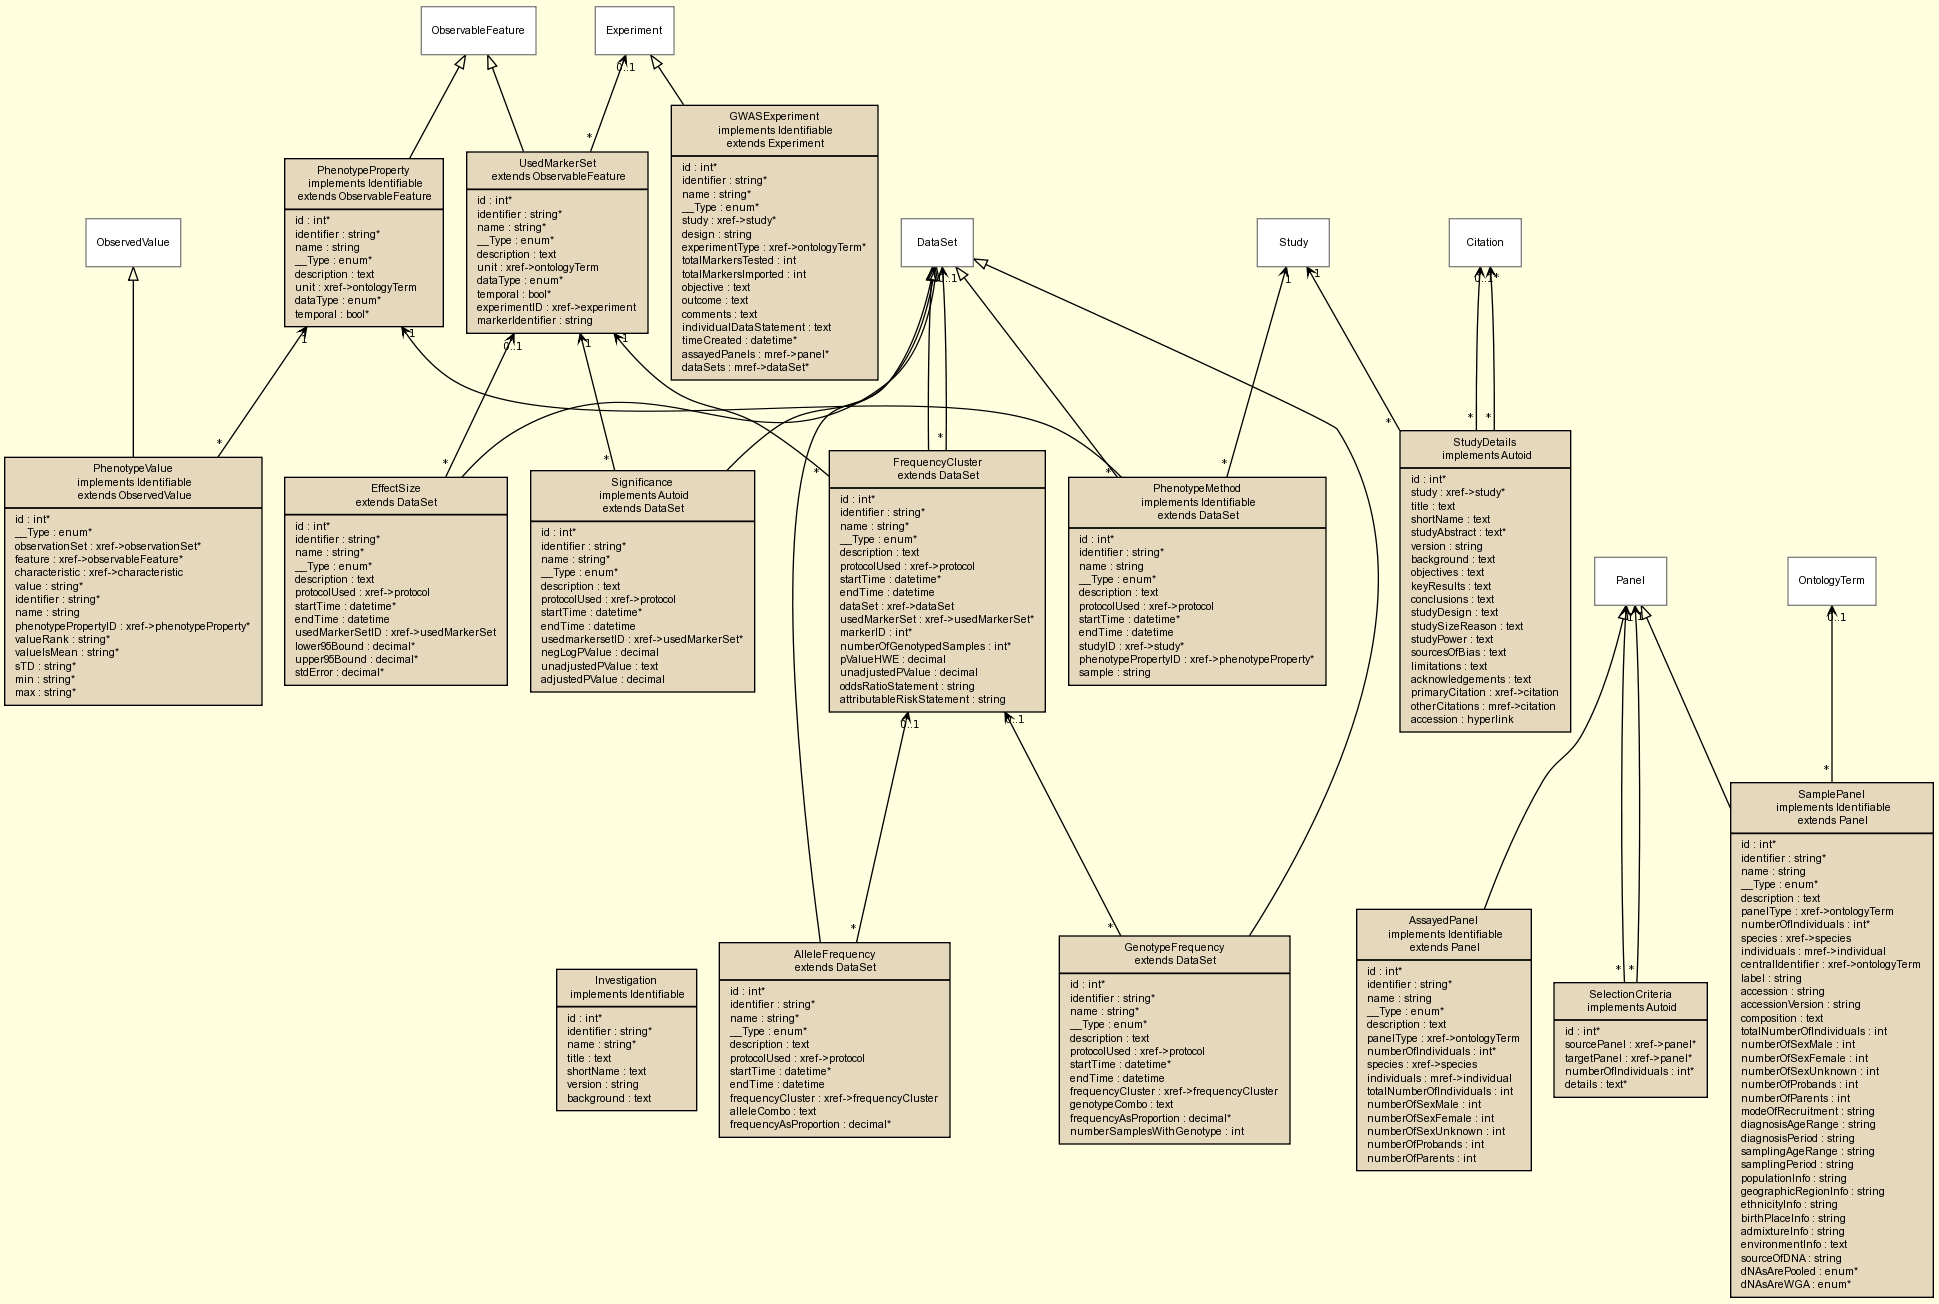 ObservableFeature
Experiment
0..1
*
GWASExperiment
implements Identifiable
extends Experiment
id : int*
identifier : string*
name : string*
__Type : enum*
study : xref->study*
design : string
experimentType : xref->ontologyTerm*
totalMarkersTested : int
totalMarkersImported : int
objective : text
outcome : text
comments : text
individualDataStatement : text
timeCreated : datetime*
assayedPanels : mref->panel*
dataSets : mref->dataSet*
PhenotypeProperty
implements Identifiable
extends ObservableFeature
id : int*
identifier : string*
name : string
__Type : enum*
description : text
unit : xref->ontologyTerm
dataType : enum*
temporal : bool*
1
1
UsedMarkerSet
extends ObservableFeature
id : int*
identifier : string*
name : string*
__Type : enum*
description : text
unit : xref->ontologyTerm
dataType : enum*
temporal : bool*
experimentID : xref->experiment
markerIdentifier : string
0..1
1
1
ObservedValue
DataSet
0..1
Study
1
1
Citation
0..1
*
*
PhenotypeValue
implements Identifiable
extends ObservedValue
id : int*
__Type : enum*
observationSet : xref->observationSet*
feature : xref->observableFeature*
characteristic : xref->characteristic
value : string*
identifier : string*
name : string
phenotypePropertyID : xref->phenotypeProperty*
valueRank : string*
valueIsMean : string*
sTD : string*
min : string*
max : string*
*
EffectSize
extends DataSet
id : int*
identifier : string*
name : string*
__Type : enum*
description : text
protocolUsed : xref->protocol
startTime : datetime*
endTime : datetime
usedMarkerSetID : xref->usedMarkerSet
lower95Bound : decimal*
upper95Bound : decimal*
stdError : decimal*
*
Significance
implements Autoid
extends DataSet
id : int*
identifier : string*
name : string*
__Type : enum*
description : text
protocolUsed : xref->protocol
startTime : datetime*
endTime : datetime
usedmarkersetID : xref->usedMarkerSet*
negLogPValue : decimal
unadjustedPValue : text
adjustedPValue : decimal
*
*
FrequencyCluster
extends DataSet
id : int*
identifier : string*
name : string*
__Type : enum*
description : text
protocolUsed : xref->protocol
startTime : datetime*
endTime : datetime
dataSet : xref->dataSet
usedMarkerSet : xref->usedMarkerSet*
markerID : int*
numberOfGenotypedSamples : int*
pValueHWE : decimal
unadjustedPValue : decimal
oddsRatioStatement : string
attributableRiskStatement : string
0..1
0..1
*
*
PhenotypeMethod
implements Identifiable
extends DataSet
id : int*
identifier : string*
name : string
__Type : enum*
description : text
protocolUsed : xref->protocol
startTime : datetime*
endTime : datetime
studyID : xref->study*
phenotypePropertyID : xref->phenotypeProperty*
sample : string
*
*
*
StudyDetails
implements Autoid
id : int*
study : xref->study*
title : text
shortName : text
studyAbstract : text*
version : string
background : text
objectives : text
keyResults : text
conclusions : text
studyDesign : text
studySizeReason : text
studyPower : text
sourcesOfBias : text
limitations : text
acknowledgements : text
primaryCitation : xref->citation
otherCitations : mref->citation
accession : hyperlink
Panel
1
1
OntologyTerm
0..1
*
SamplePanel
implements Identifiable
extends Panel
id : int*
identifier : string*
name : string
__Type : enum*
description : text
panelType : xref->ontologyTerm
numberOfIndividuals : int*
species : xref->species
individuals : mref->individual
centralIdentifier : xref->ontologyTerm
label : string
accession : string
accessionVersion : string
composition : text
totalNumberOfIndividuals : int
numberOfSexMale : int
numberOfSexFemale : int
numberOfSexUnknown : int
numberOfProbands : int
numberOfParents : int
modeOfRecruitment : string
diagnosisAgeRange : string
diagnosisPeriod : string
samplingAgeRange : string
samplingPeriod : string
populationInfo : string
geographicRegionInfo : string
ethnicityInfo : string
birthPlaceInfo : string
admixtureInfo : string
environmentInfo : text
sourceOfDNA : string
dNAsArePooled : enum*
dNAsAreWGA : enum*
Investigation
implements Identifiable
id : int*
identifier : string*
name : string*
title : text
shortName : text
version : string
background : text
*
AlleleFrequency
extends DataSet
id : int*
identifier : string*
name : string*
__Type : enum*
description : text
protocolUsed : xref->protocol
startTime : datetime*
endTime : datetime
frequencyCluster : xref->frequencyCluster
alleleCombo : text
frequencyAsProportion : decimal*
*
GenotypeFrequency
extends DataSet
id : int*
identifier : string*
name : string*
__Type : enum*
description : text
protocolUsed : xref->protocol
startTime : datetime*
endTime : datetime
frequencyCluster : xref->frequencyCluster
genotypeCombo : text
frequencyAsProportion : decimal*
numberSamplesWithGenotype : int
AssayedPanel
implements Identifiable
extends Panel
id : int*
identifier : string*
name : string
__Type : enum*
description : text
panelType : xref->ontologyTerm
numberOfIndividuals : int*
species : xref->species
individuals : mref->individual
totalNumberOfIndividuals : int
numberOfSexMale : int
numberOfSexFemale : int
numberOfSexUnknown : int
numberOfProbands : int
numberOfParents : int
*
*
SelectionCriteria
implements Autoid
id : int*
sourcePanel : xref->panel*
targetPanel : xref->panel*
numberOfIndividuals : int*
details : text*